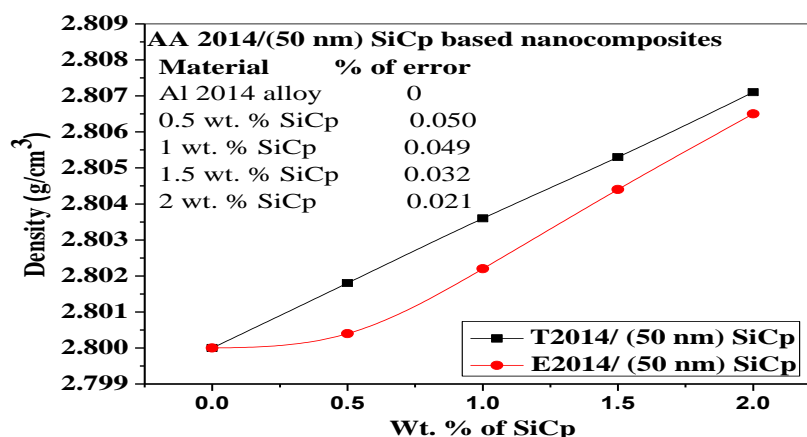 AA 2014/(50 nm) SiCp based nanocomposites
Material % of error
Al 2014 alloy 0
0.5 wt. % SiCp 0.050
1 wt. % SiCp 0.049
1.5 wt. % SiCp 0.032
2 wt. % SiCp 0.021
2.809
2.808
2.807
2.806
2.805
2.804
2.803
2.802
2.801
2.800
2.799
Density (g/cm³)
T2014/ (50 nm) SiCp
E2014/ (50 nm) SiCp
0.0 0.5 1.0 1.5 2.0
Wt. % of SiCp